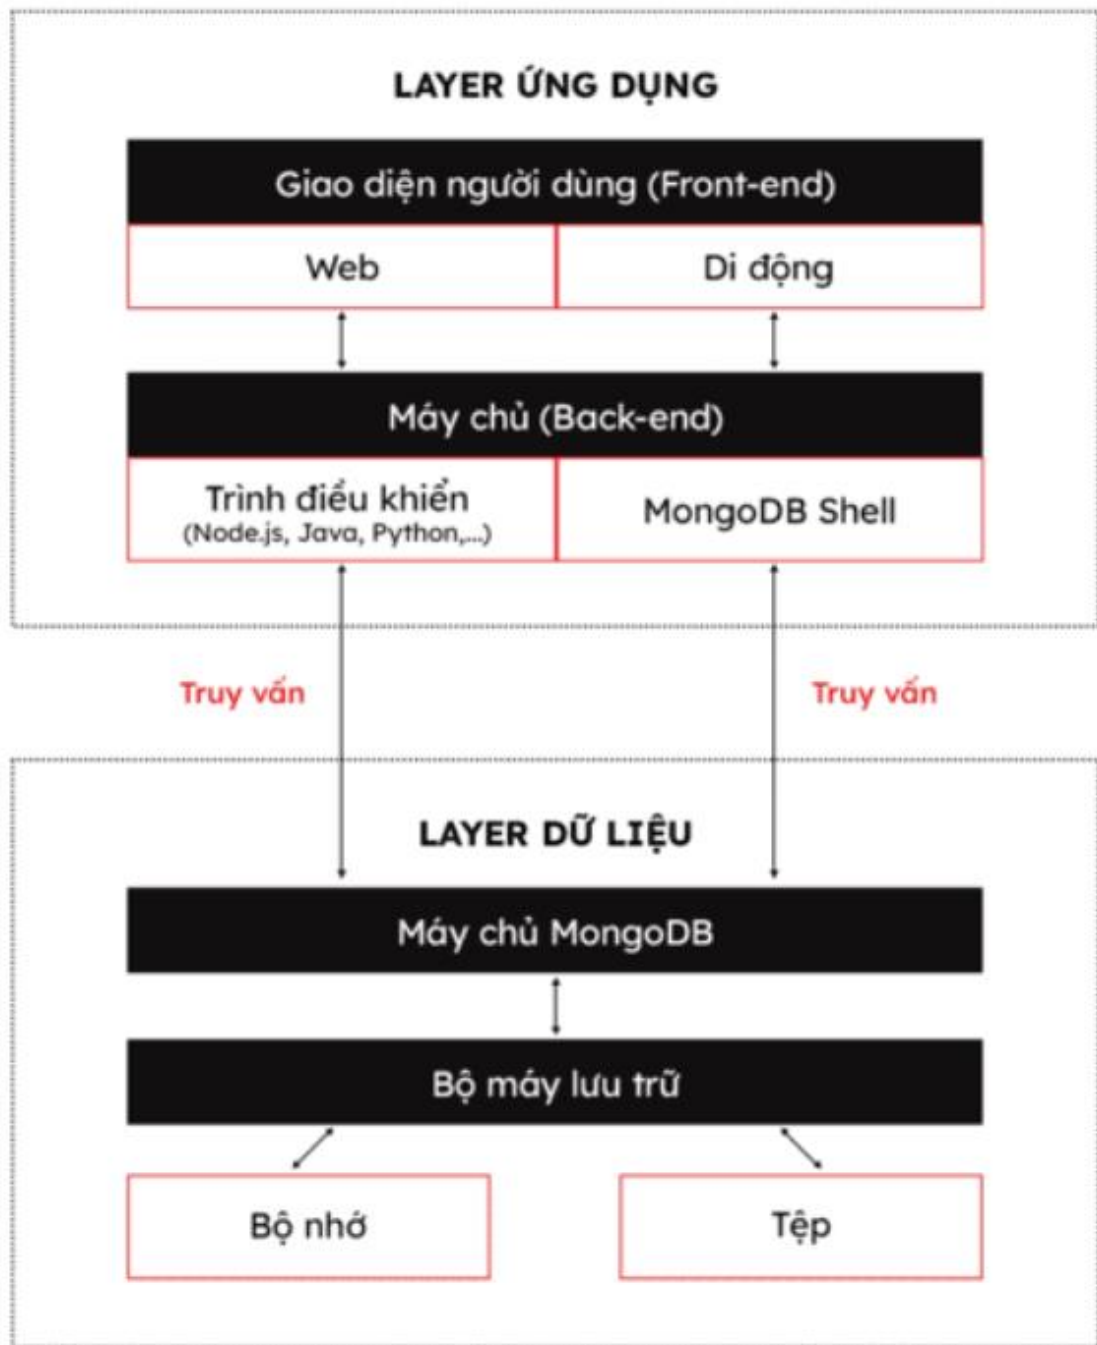 LAYER ỨNG DỤNG
Giao diện người dùng (Front-end)
Web
Di động
Máy chủ (Back-end)
Trình điều khiển
(Node.js, Java, Python,...)
MongoDB Shell
Truy vấn
Truy vấn
LAYER DỮ LIỆU
Máy chủ MongoDB
Bộ máy lưu trữ
Bộ nhớ
Tệp